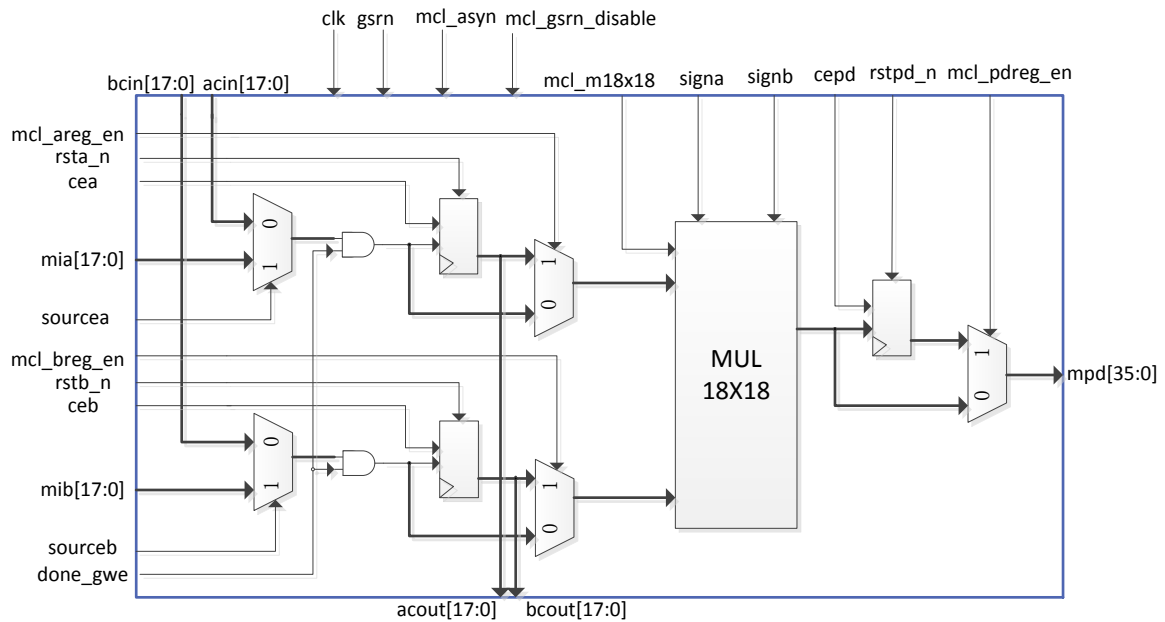 clk gsrn mcl_asyn mcl_gsrn_disable
bcin[17:0] acin[17:0]
mcl_m18x18 signa signb cepd rstpd_n mcl_pdreg_en
mcl_areg_en
rsta_n
cea
0
1
mia[17:0]
sourcea
1
0
mcl_breg_en
rstb_n
ceb
0
1
mib[17:0]
sourceb
done_gwe
1
0
MUL
18X18
1
0
mpd[35:0]
acout[17:0] bcout[17:0]